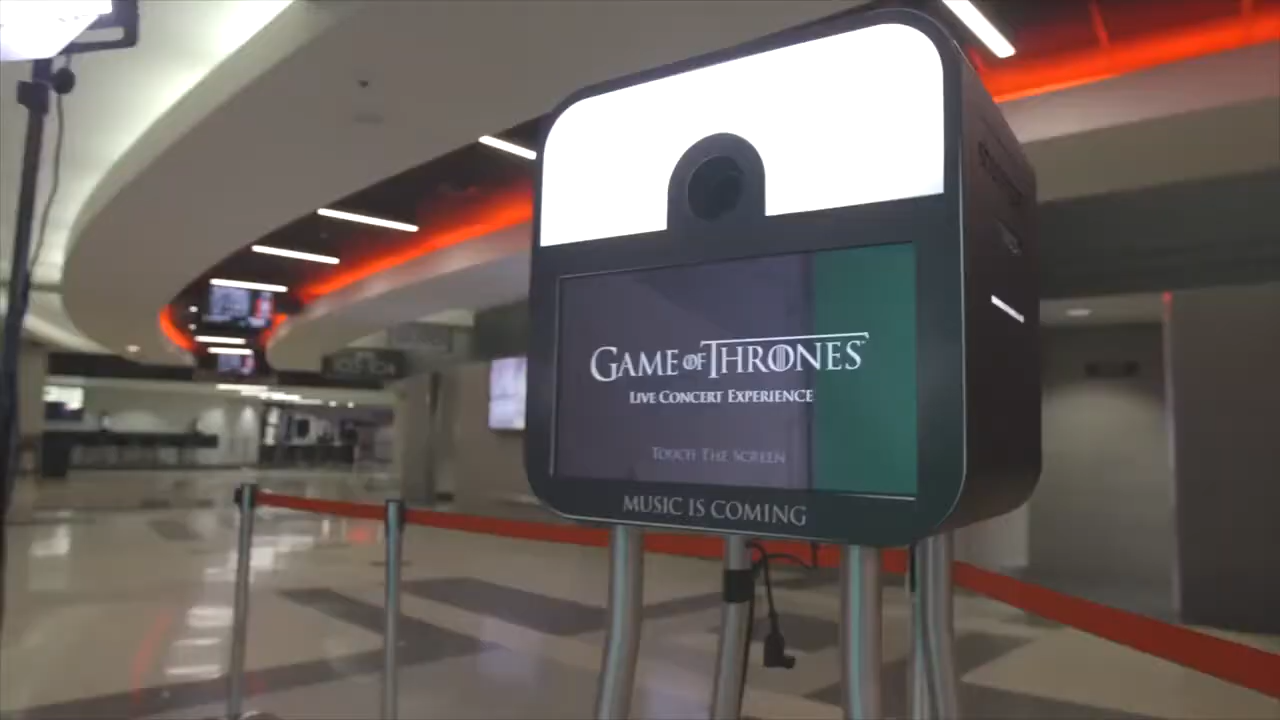 GAME OF THRONES
LIVE CONCERT EXPERIENCE
TOUCH THE SCREEN
MUSIC IS COMING